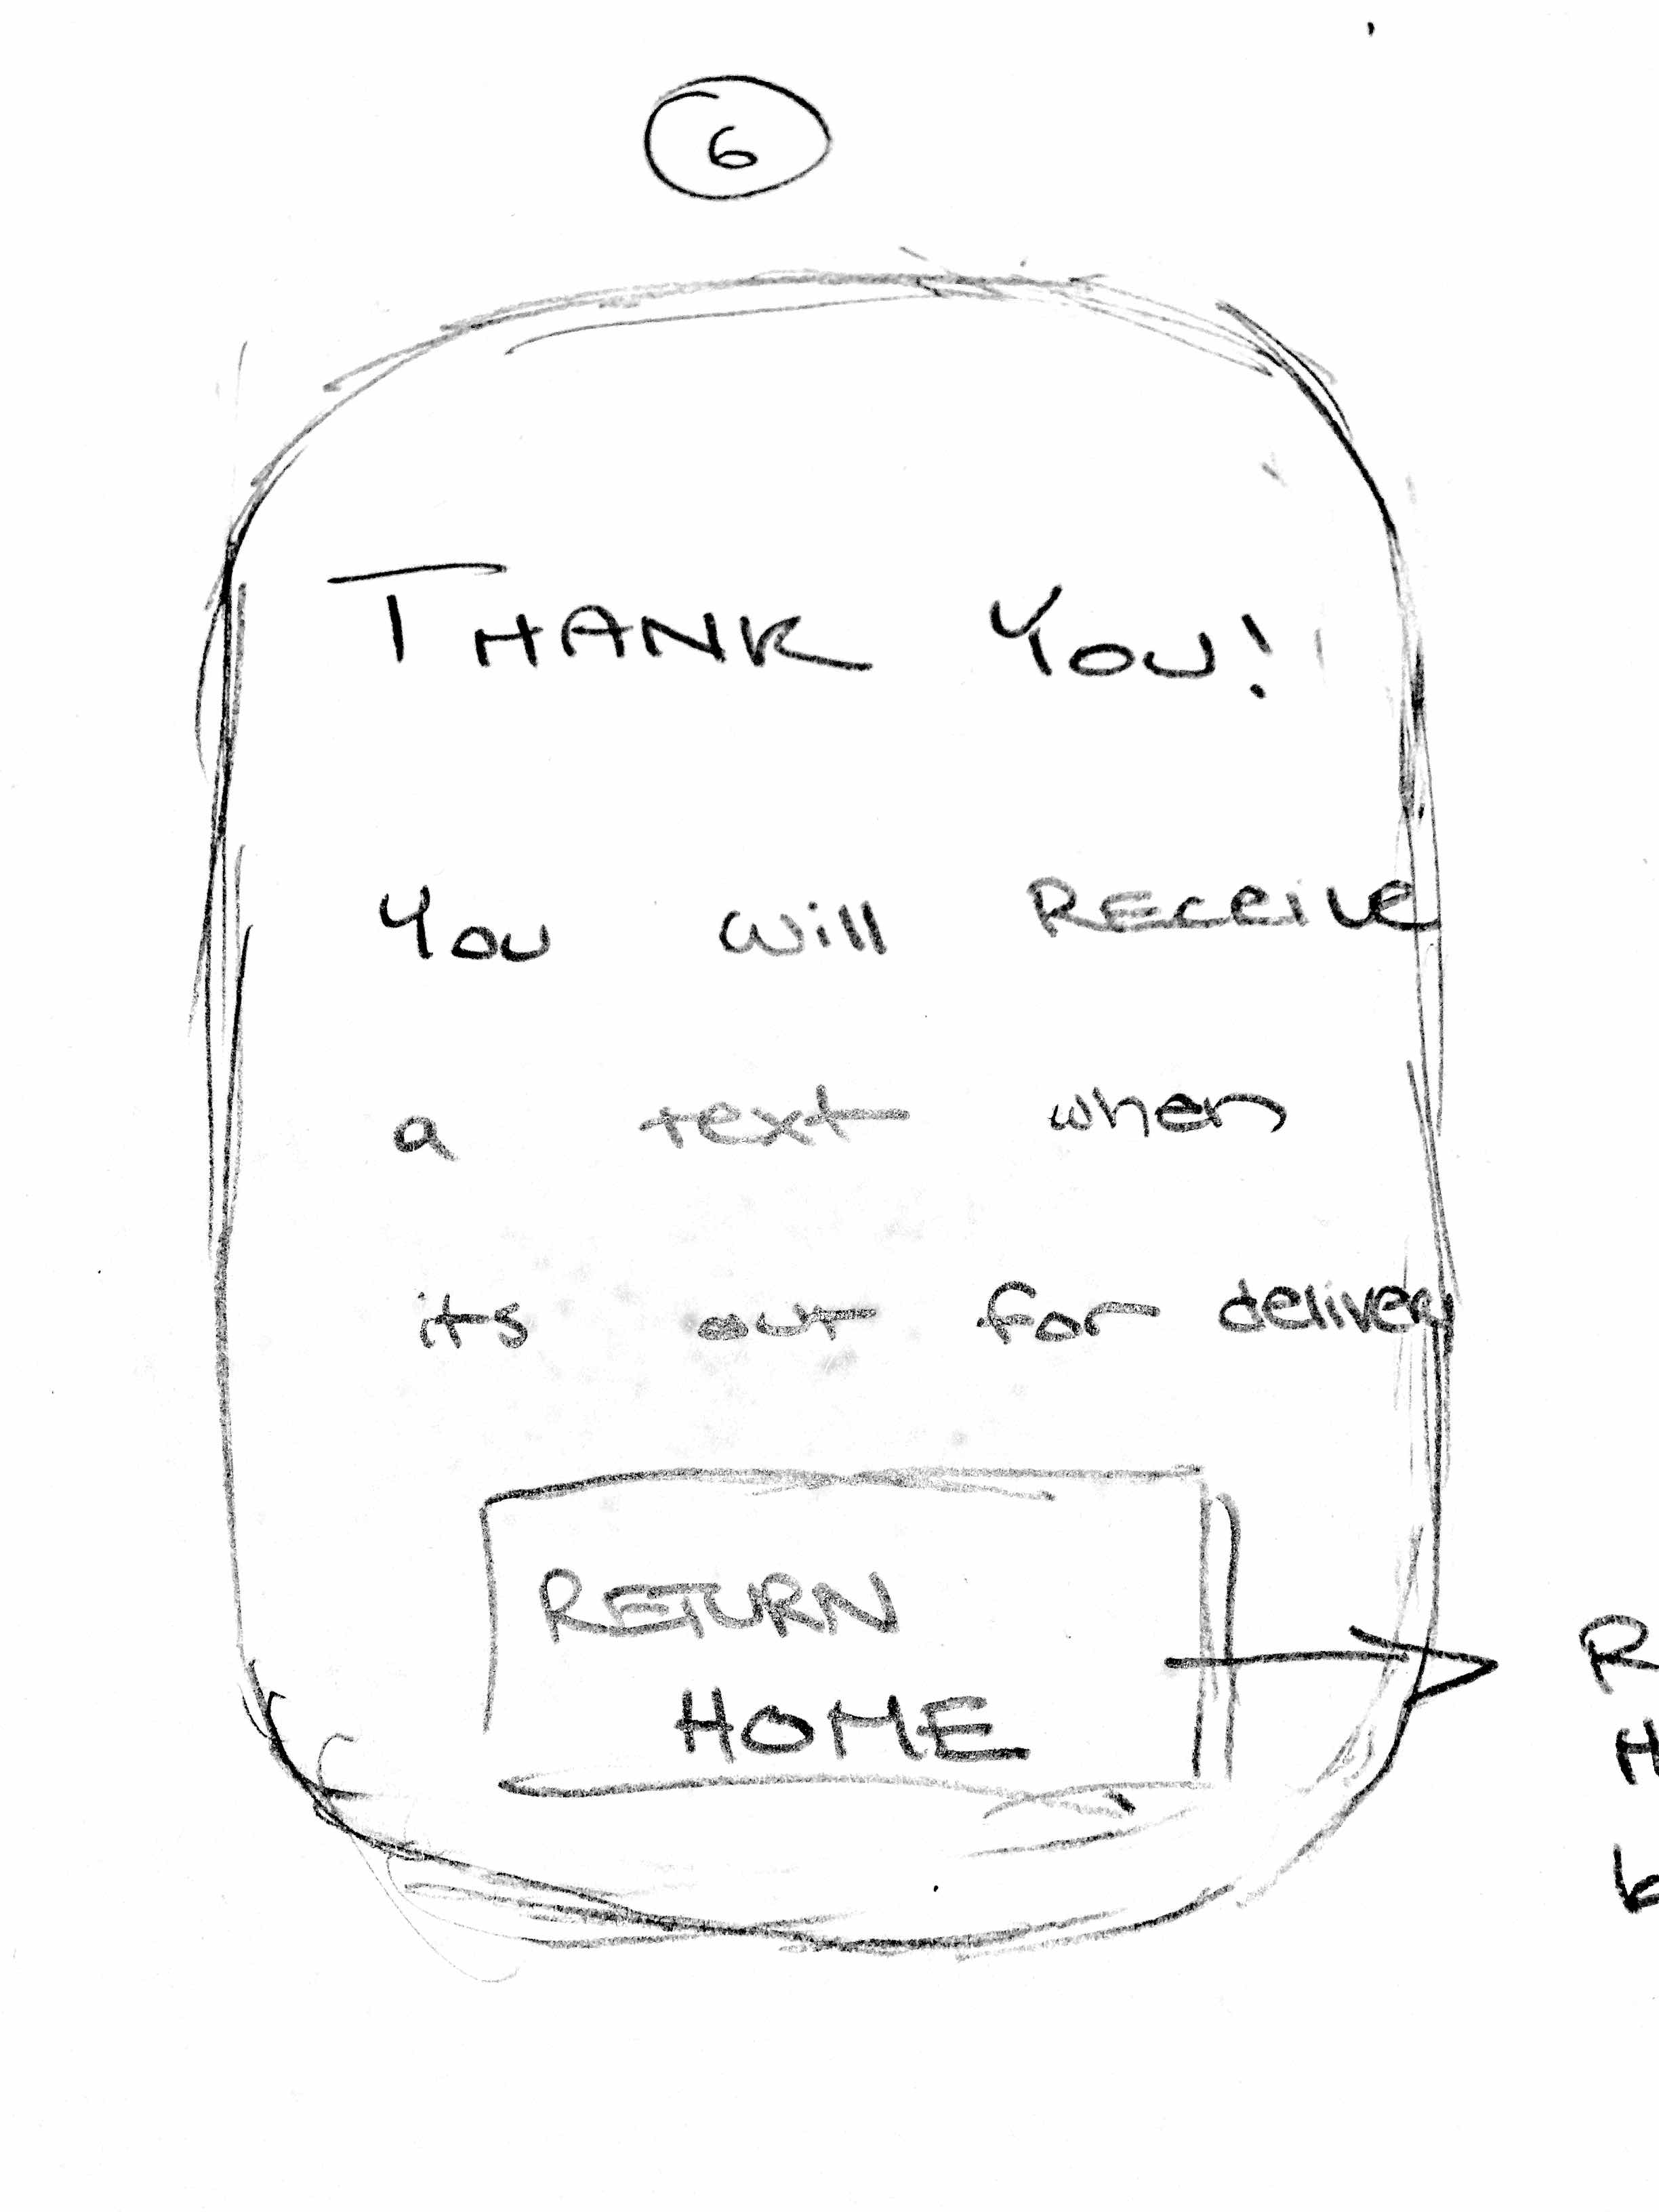 6
THANK YOU!
You will RECEIVE
a text when
its out for delivery
RETURN
HOME
R
H
b